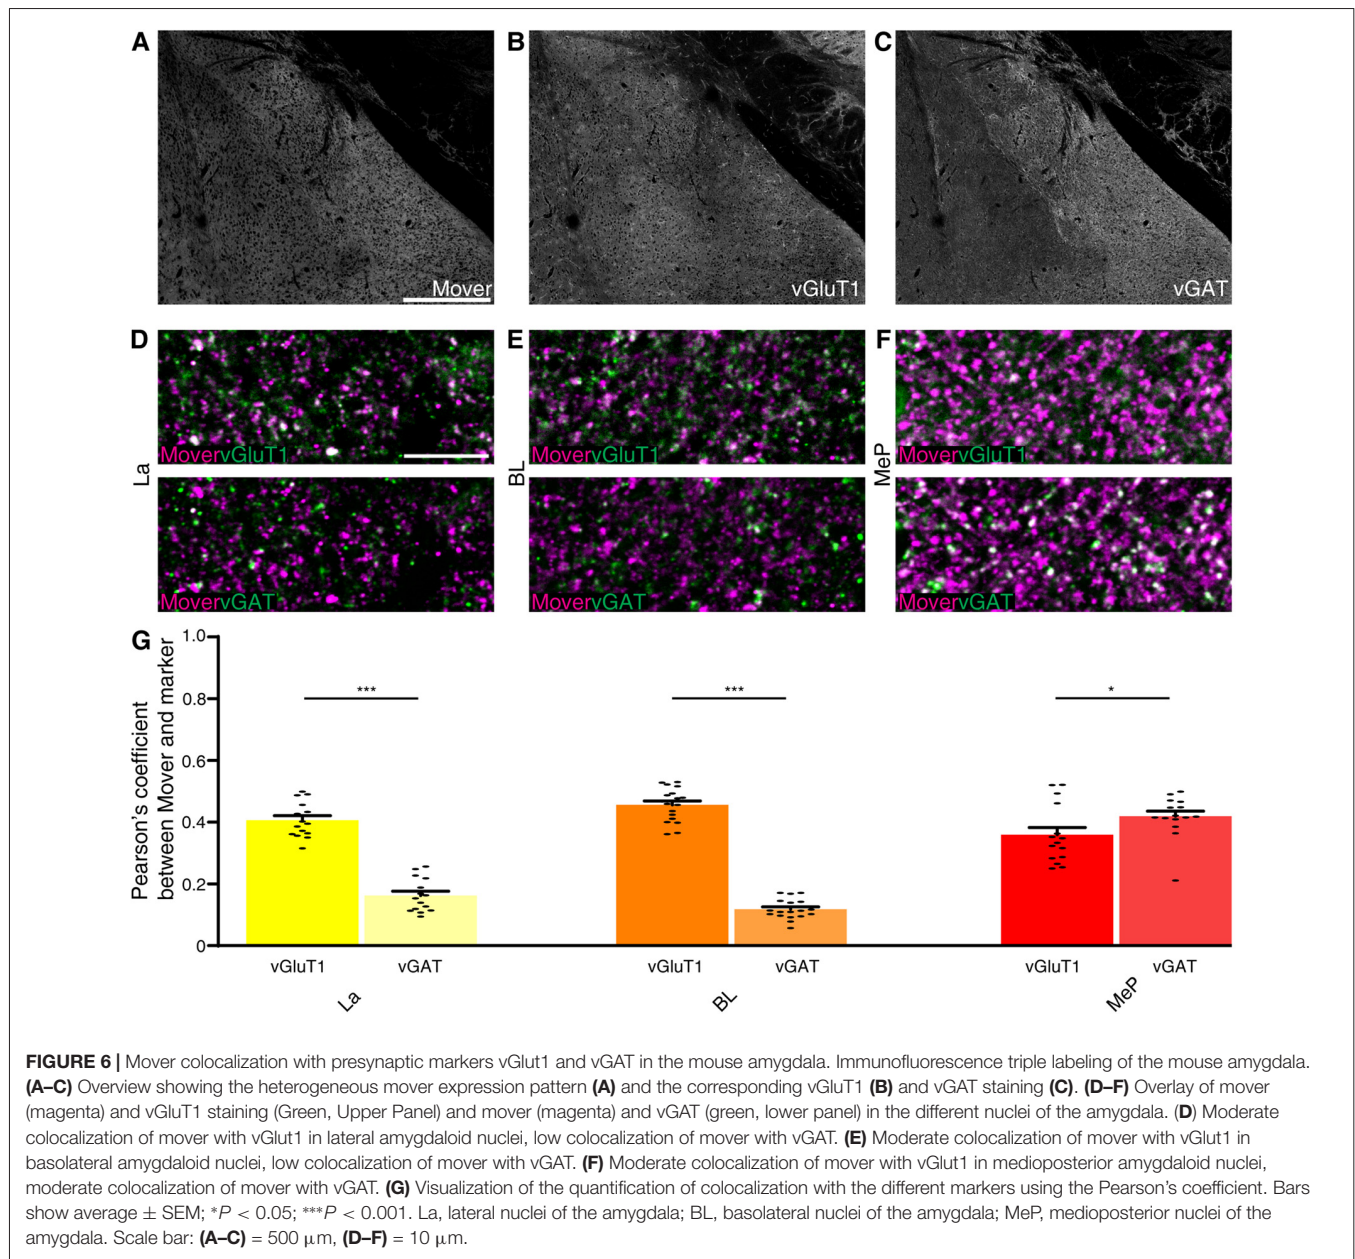 A
B
C
Mover
vGluT1
vGAT
D
E
F
MovervGluT1
MovervGluT1
MovervGluT1
La
BL
MeP
MovervGAT
MovervGAT
MovervGAT
G
Pearson's coefficient
between Mover and marker
1.0
0.8
0.6
0.4
0.2
0
***
***
*
vGluT1
vGAT
vGluT1
vGAT
vGluT1
vGAT
La
BL
MeP
FIGURE 6 | Mover colocalization with presynaptic markers vGlut1 and vGAT in the mouse amygdala. Immunofluorescence triple labeling of the mouse amygdala.
(A–C) Overview showing the heterogeneous mover expression pattern (A) and the corresponding vGluT1 (B) and vGAT staining (C). (D–F) Overlay of mover
(magenta) and vGluT1 staining (Green, Upper Panel) and mover (magenta) and vGAT (green, lower panel) in the different nuclei of the amygdala. (D) Moderate
colocalization of mover with vGlut1 in lateral amygdaloid nuclei, low colocalization of mover with vGAT. (E) Moderate colocalization of mover with vGlut1 in
basolateral amygdaloid nuclei, low colocalization of mover with vGAT. (F) Moderate colocalization of mover with vGlut1 in medioposterior amygdaloid nuclei,
moderate colocalization of mover with vGAT. (G) Visualization of the quantification of colocalization with the different markers using the Pearson's coefficient. Bars
show average ± SEM; *P < 0.05; ***P < 0.001. La, lateral nuclei of the amygdala; BL, basolateral nuclei of the amygdala; MeP, medioposterior nuclei of the
amygdala. Scale bar: (A–C) = 500 μm, (D–F) = 10 μm.